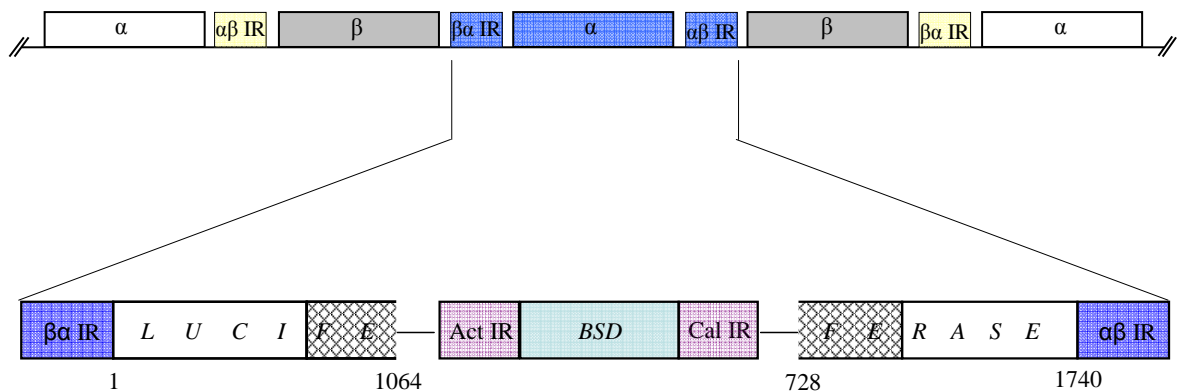 α αβ IR β βα IR α αβ IR β βα IR α
βα IR L U C I F E Act IR BSD Cal IR F E R A S E αβ IR
1 1064 728 1740